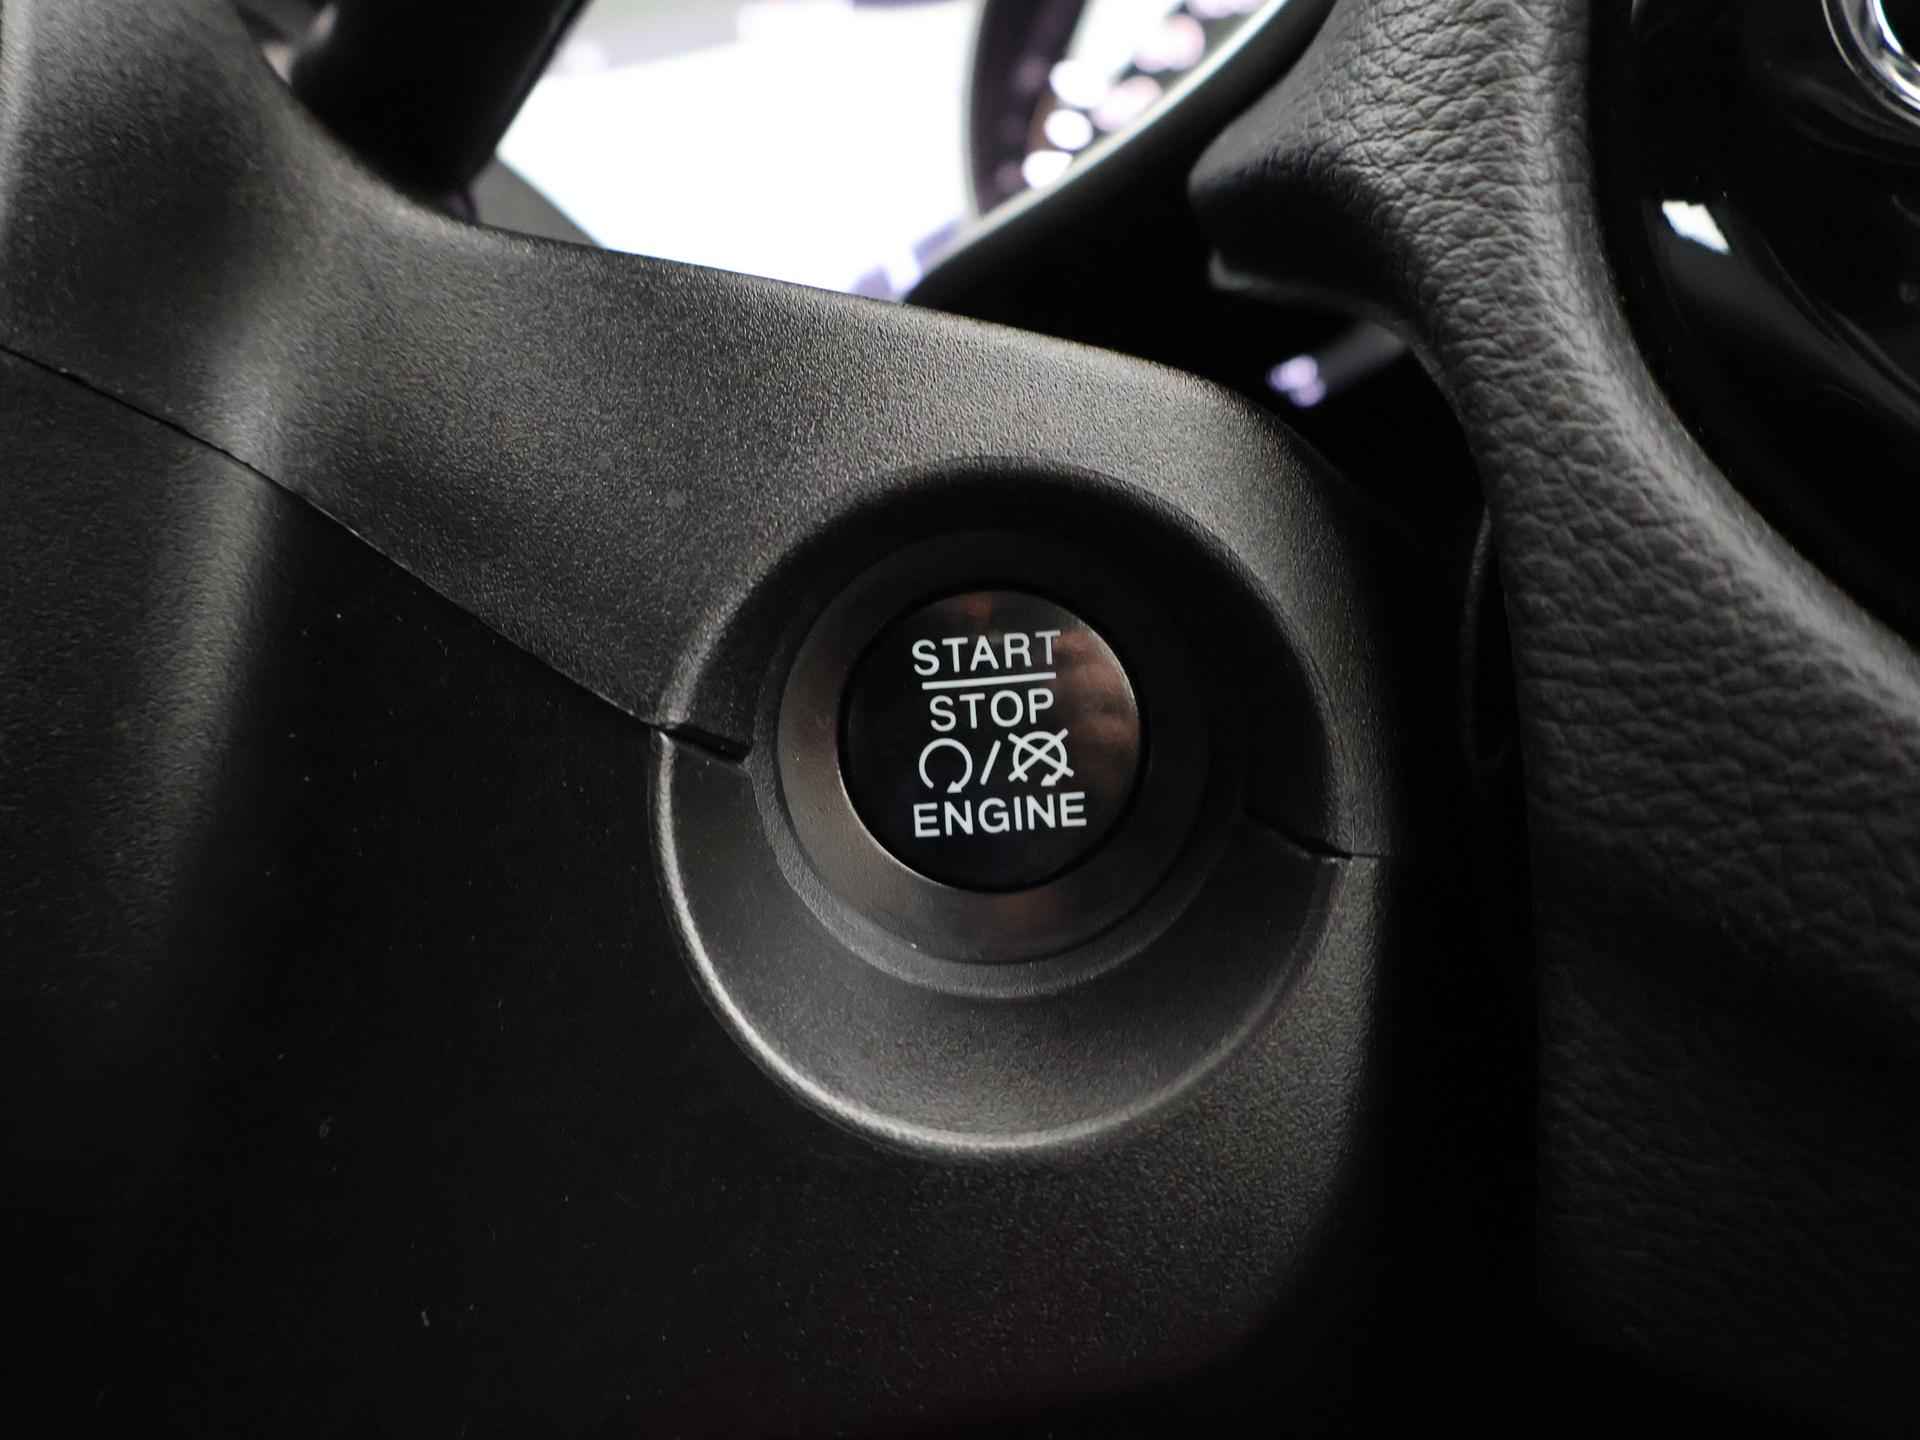 START
STOP
/
ENGINE